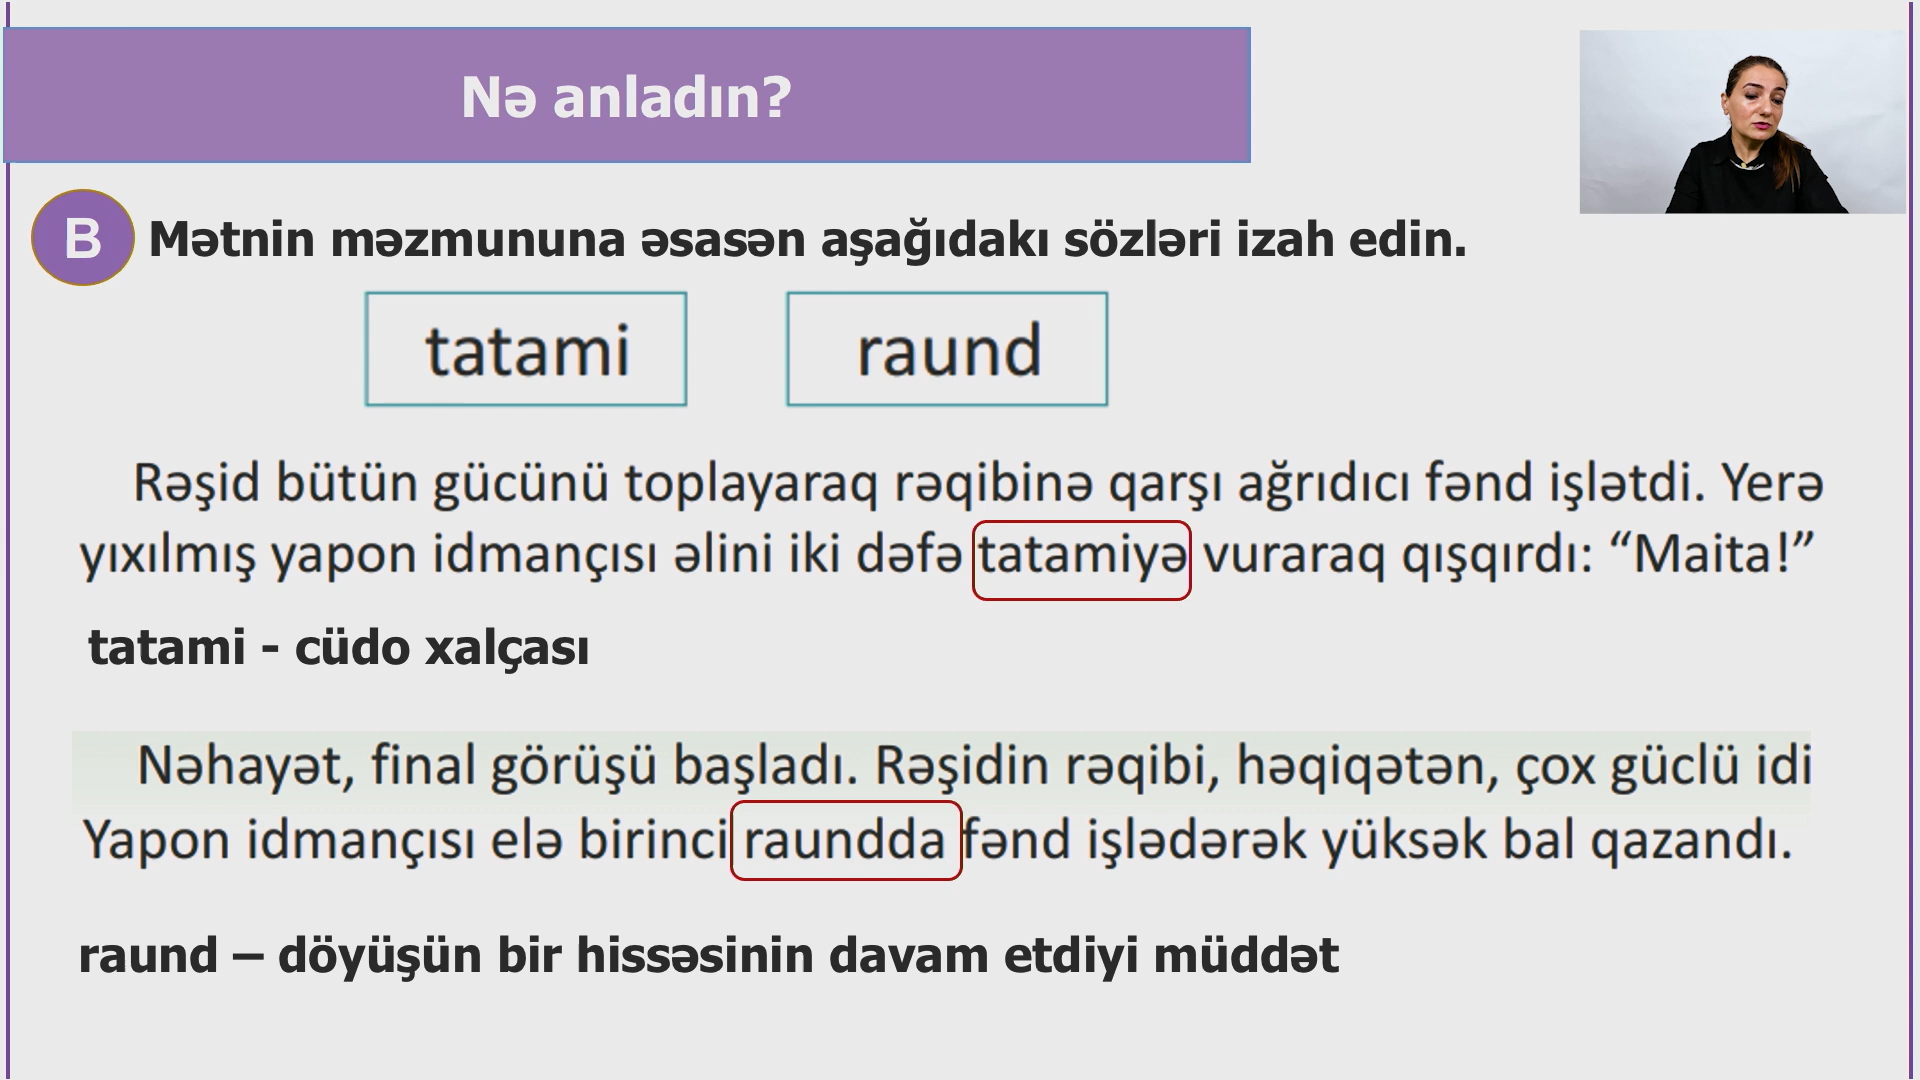 Nə anladın?
B
Mətnin məzmununa əsasən aşağıdakı sözləri izah edin.
tatami
raund
Rəşid bütün gücünü toplayaraq rəqibinə qarşı ağrıdıcı fənd işlətdi. Yerə
yıxılmış yapon idmançısı əlini iki dəfə tatamiyə vuraraq qışqırdı: “Maita!”
tatami - cüdo xalçası
Nəhayət, final görüşü başladı. Rəşidin rəqibi, həqiqətən, çox güclü idi
Yapon idmançısı elə birinci raundda fənd işlədərək yüksək bal qazandı.
raund – döyüşün bir hissəsinin davam etdiyi müddət